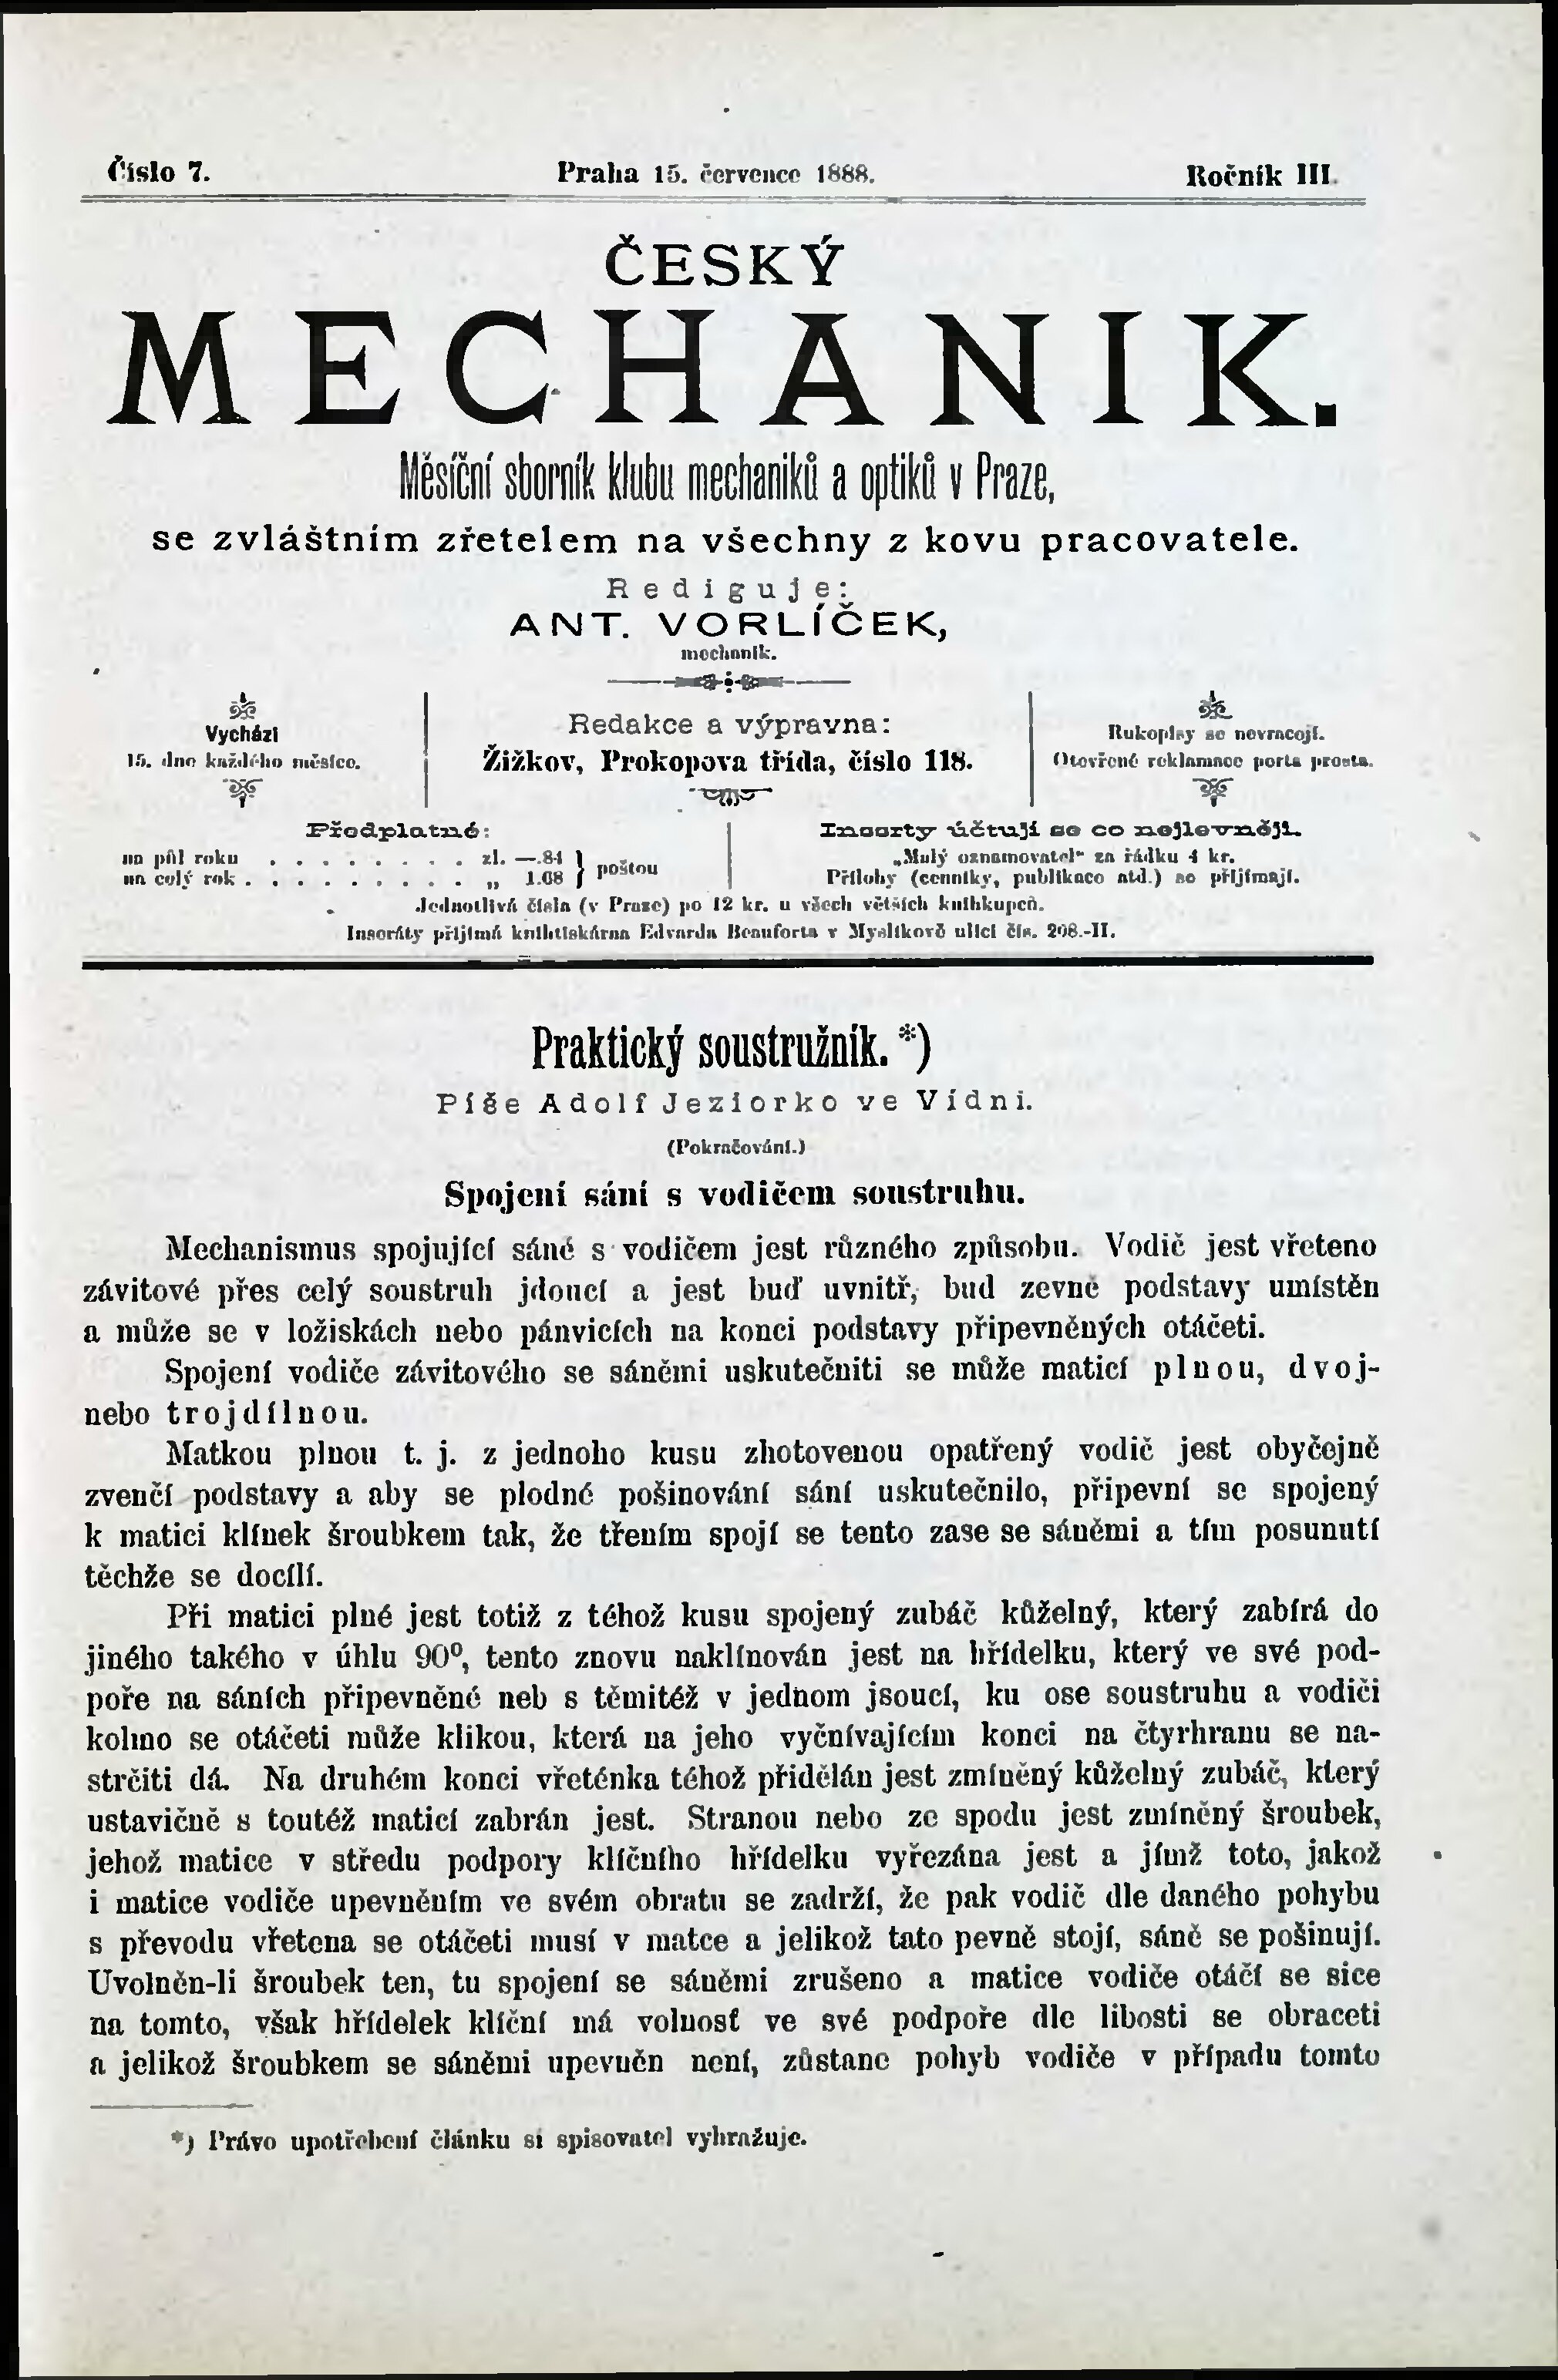 Číslo 7. Praha 15. července 1888. Ročník III.
ČESKÝ
MECHANIK.
Měsíční sborník klubu mechaniků a optiků v Praze,
se zvláštním zřetelem na všechny z kovu pracovatele.
Rediguje:
ANT. VORLÍČEK,
mechanik.
Vychází
15. dne každého měsíce.
Redakce a výpravna:
Žižkov, Prokopova třída, číslo 118.
Rukopisy se nevracejí.
Otevřené reklamace porta prosta.
Předplatné:
na půl roku . . . . . . . . zl. —.84 } poštou
na celý rok . . . . . . . . . „ 1.68
Inserty účtují se co nejlevněji.
„Malý oznamovatel“ za řádku 4 kr.
Přílohy (cenníky, publikace atd.) se přijímají.
Jednotlivá čísla (v Praze) po 12 kr. u všech větších knihkupců.
Inseráty přijímá knihtiskárna Edvarda Beauforta v Myslíkově ulici čís. 208.-II.
Praktický soustružník. *)
Píše Adolf Jeziorko ve Vídni.
(Pokračování.)
Spojení sání s vodičem soustruhu.
Mechanismus spojující sáně s vodičem jest různého způsobu. Vodič jest vřeteno
závitové přes celý soustruh jdoucí a jest buď uvnitř, bud zevně podstavy umístěn
a může se v ložiskách nebo pánvicích na konci podstavy připevněných otáčeti.
Spojení vodiče závitového se sáněmi uskutečniti se může maticí plnou, dvoj-
nebo trojdílnou.
Matkou plnou t. j. z jednoho kusu zhotovenou opatřený vodič jest obyčejně
zvenčí podstavy a aby se plodné pošinování sání uskutečnilo, připevní se spojený
k matici klínek šroubkem tak, že třením spojí se tento zase se sáněmi a tím posunutí
těchže se docílí.
Při matici plné jest totiž z téhož kusu spojený zubáč kůželný, který zabírá do
jiného takého v úhlu 90⁰, tento znovu naklínován jest na hřídelku, který ve své pod-
poře na sáních připevněné neb s těmitéž v jednom jsoucí, ku ose soustruhu a vodiči
kolmo se otáčeti může klikou, která na jeho vyčnívajícím konci na čtyrhranu se na-
strčiti dá. Na druhém konci vřeténka téhož přidělán jest zmíněný kůželný zubáč, který
ustavičně s toutéž maticí zabrán jest. Stranou nebo ze spodu jest zmíněný šroubek,
jehož matice v středu podpory klíčního hřídelku vyřezána jest a jímž toto, jakož
i matice vodiče upevněním ve svém obratu se zadrží, že pak vodič dle daného pohybu
s převodu vřetena se otáčeti musí v matce a jelikož tato pevně stojí, sáně se pošinují.
Uvolněn-li šroubek ten, tu spojení se sáněmi zrušeno a matice vodiče otáčí se sice
na tomto, však hřídelek klíční má volnosť ve své podpoře dle libosti se obraceti
a jelikož šroubkem se sáněmi upevněn není, zůstane pohyb vodiče v případu tomto
*) Právo upotřebení článku si spisovatel vyhražuje.